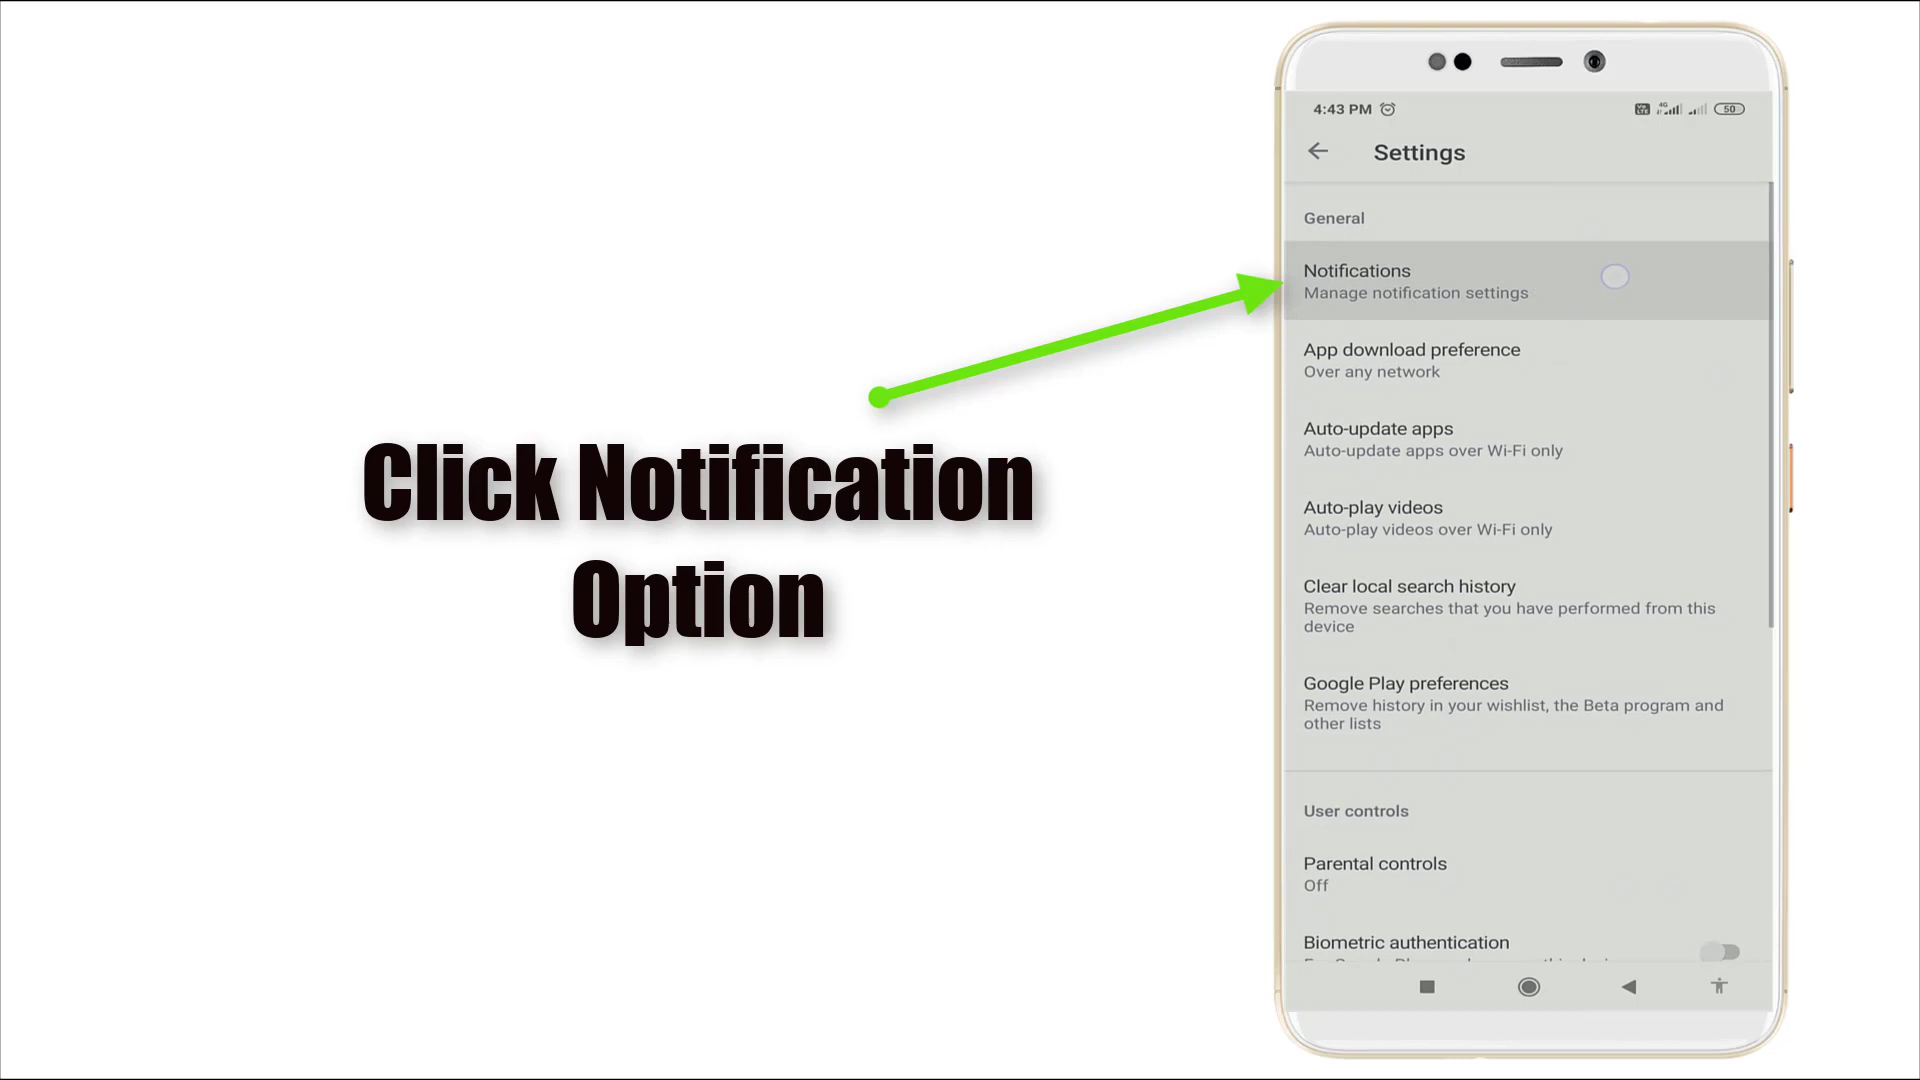 4:43 PM
4G
50
Settings
General
Notifications
Manage notification settings
App download preference
Over any network
Auto-update apps
Auto-update apps over Wi-Fi only
Auto-play videos
Auto-play videos over Wi-Fi only
Clear local search history
Remove searches that you have performed from this
device
Google Play preferences
Remove history in your wishlist, the Beta program and
other lists
User controls
Parental controls
Off
Biometric authentication
Click Notification
Option